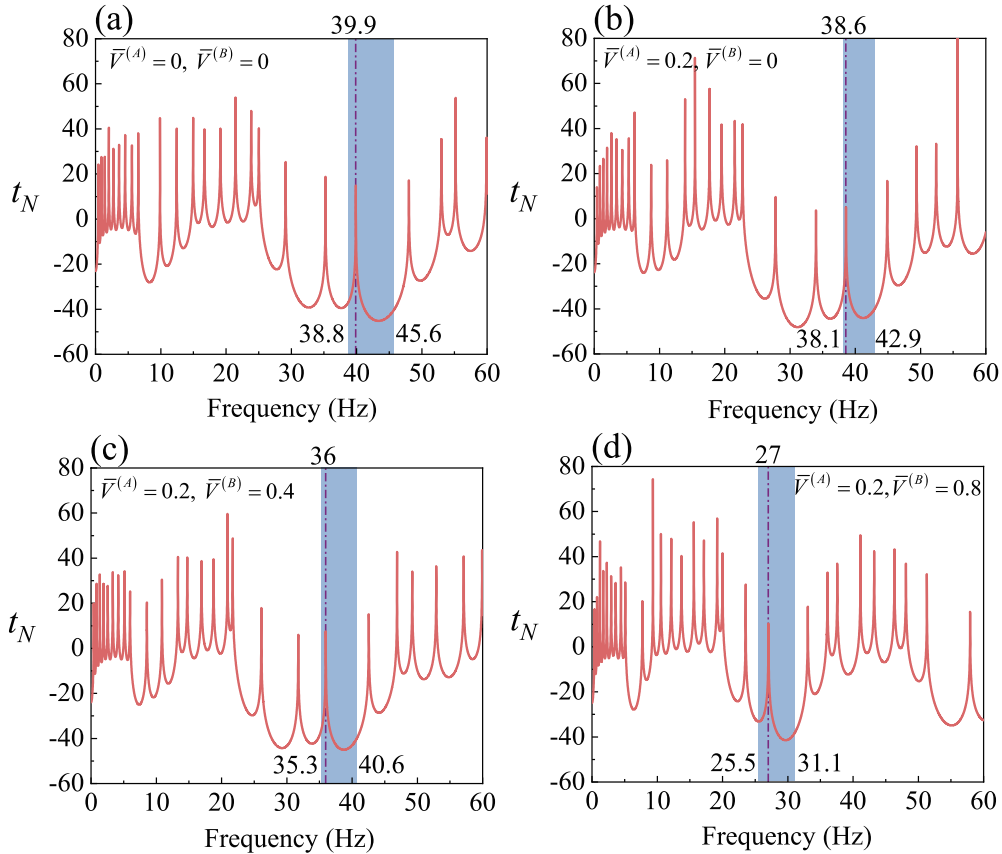 (a)
39.9
V̅⁽ᴬ⁾ = 0, V̅⁽ᴮ⁾ = 0
80
60
40
20
0
-20
-40
-60
t_N
38.8
45.6
0 10 20 30 40 50 60
Frequency (Hz)
(b)
38.6
V̅⁽ᴬ⁾ = 0.2, V̅⁽ᴮ⁾ = 0
80
60
40
20
0
-20
-40
-60
t_N
38.1
42.9
0 10 20 30 40 50 60
Frequency (Hz)
(c)
36
V̅⁽ᴬ⁾ = 0.2, V̅⁽ᴮ⁾ = 0.4
80
60
40
20
0
-20
-40
-60
t_N
35.3
40.6
0 10 20 30 40 50 60
Frequency (Hz)
(d)
27
V̅⁽ᴬ⁾ = 0.2, V̅⁽ᴮ⁾ = 0.8
80
60
40
20
0
-20
-40
-60
t_N
25.5
31.1
0 10 20 30 40 50 60
Frequency (Hz)